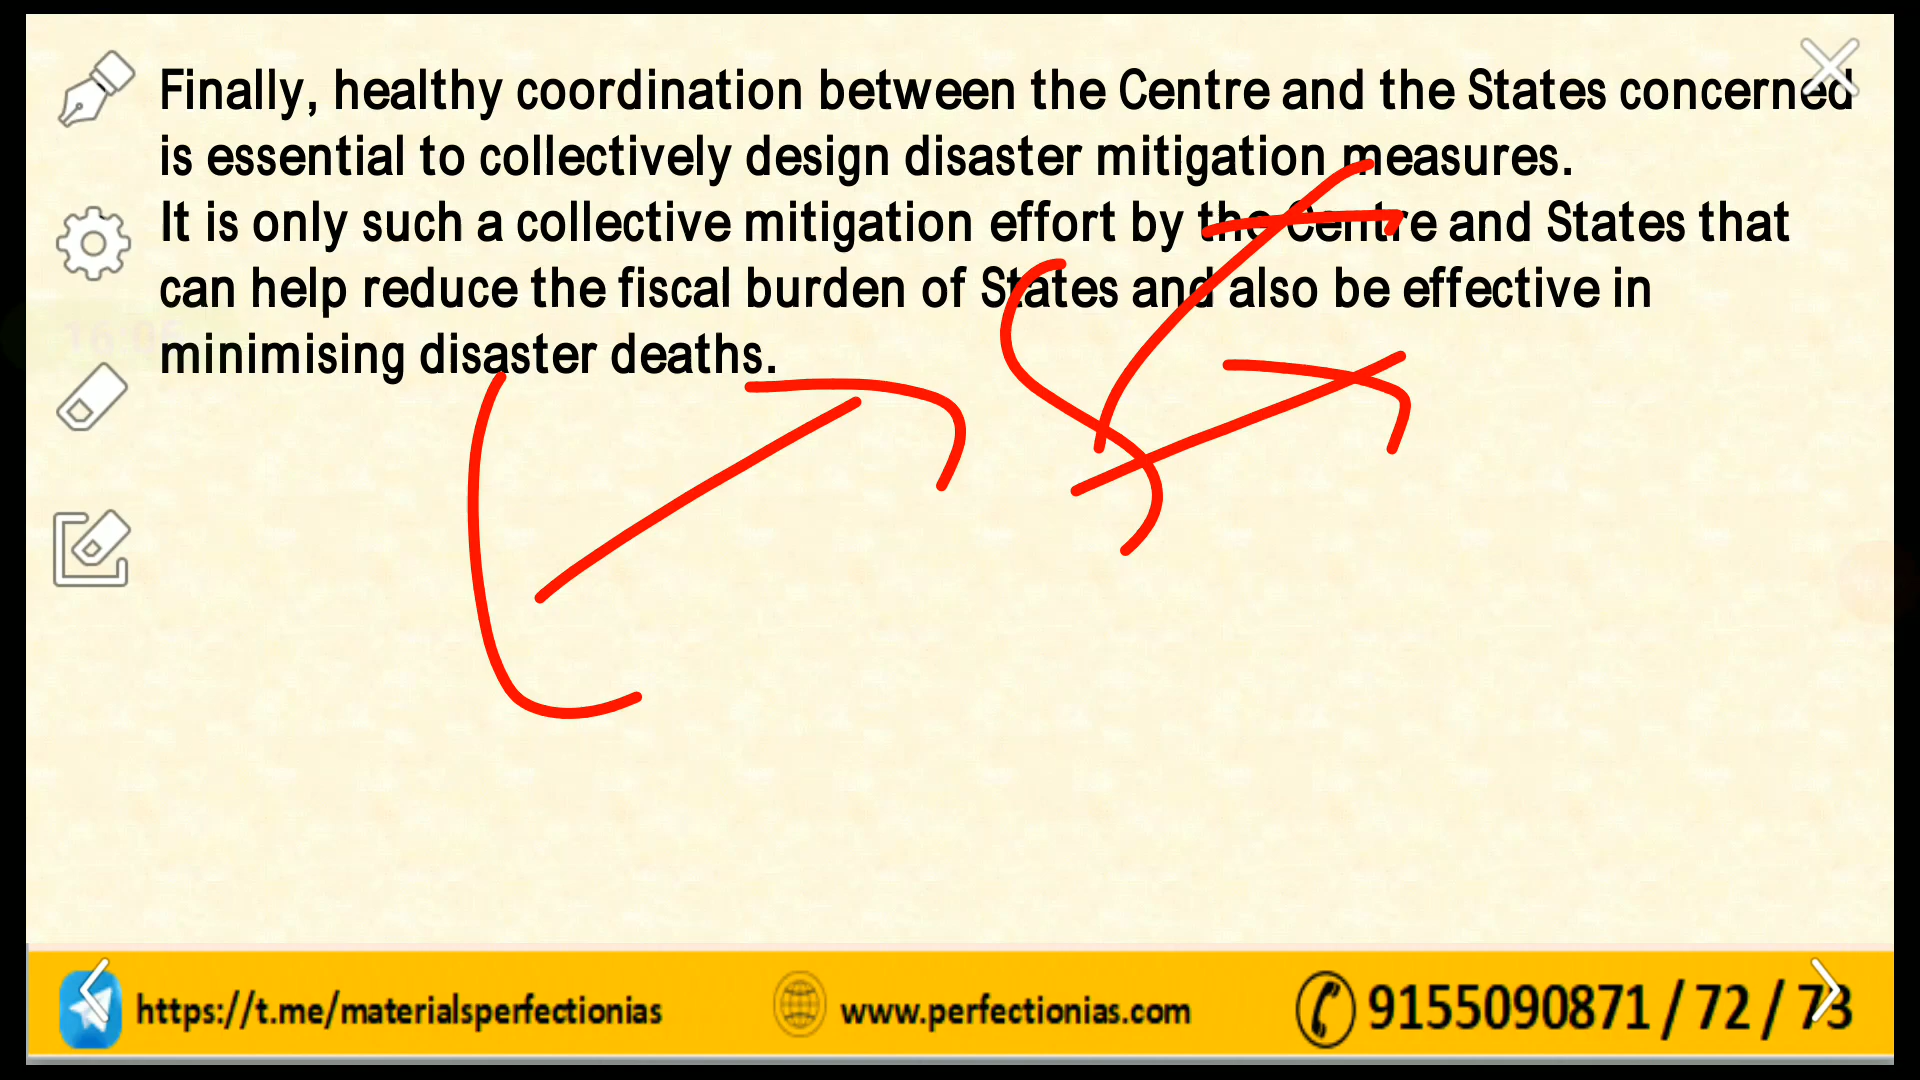 Finally, healthy coordination between the Centre and the States concerned
is essential to collectively design disaster mitigation measures.
It is only such a collective mitigation effort by the Centre and States that
can help reduce the fiscal burden of States and also be effective in
minimising disaster deaths.
https://t.me/materialsperfectionias
www.perfectionias.com
9155090871 / 72 / 73